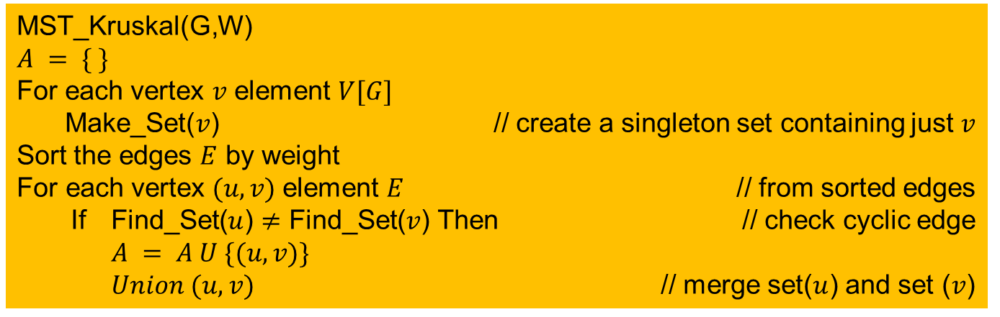 MST_Kruskal(G,W)
A = { }
For each vertex v element V[G]
Make_Set(v) // create a singleton set containing just v
Sort the edges E by weight
For each vertex (u, v) element E // from sorted edges
If Find_Set(u) ≠ Find_Set(v) Then // check cyclic edge
A = A U {(u, v)}
Union (u, v) // merge set(u) and set (v)